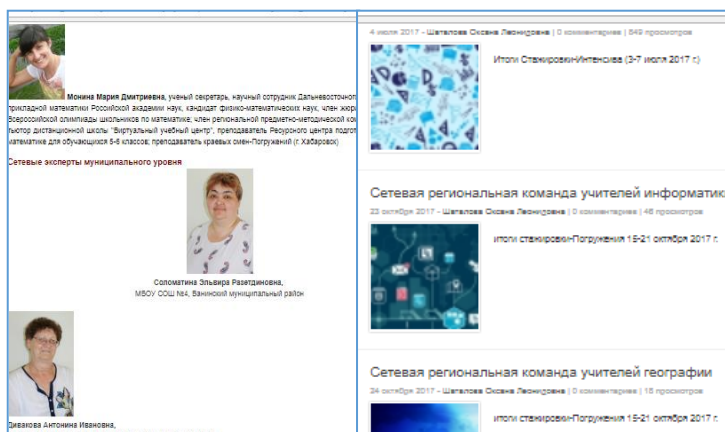 Монина Мария Дмитриевна, ученый секретарь, научный сотрудник Дальневосточног
прикладной математики Российской академии наук, кандидат физико-математических наук, член жюри
Всероссийской олимпиады школьников по математике; член региональной предметно-методической ко
тьютор дистанционной школы "Виртуальный учебный центр", преподаватель Ресурсного центра подгот
математике для обучающихся 5-6 классов; преподаватель краевых смен-Погружений (г. Хабаровск)
Сетевые эксперты муниципального уровня
Соломатина Эльвира Разетдиновна,
МБОУ СОШ №4, Ванинский муниципальный район
Дивакова Антонина Ивановна,
4 июля 2017 - Шаталова Оксана Леонидовна | 0 комментариев | 849 просмотров
Итоги Стажировки-Интенсива (3-7 июля 2017 г.)
Сетевая региональная команда учителей информатик
23 октября 2017 - Шаталова Оксана Леонидовна | 0 комментариев | 46 просмотров
итоги стажировки-Погружения 15-21 октября 2017 г.
Сетевая региональная команда учителей географии
24 октября 2017 - Шаталова Оксана Леонидовна | 0 комментариев | 16 просмотров
итоги стажировки-Погружения 15-21 октября 2017 г.